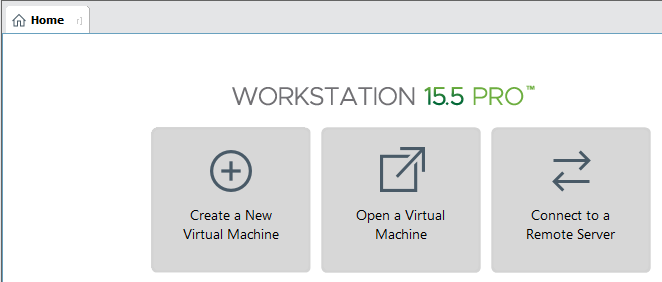 Home
WORKSTATION 15.5 PRO™
Create a New
Virtual Machine
Open a Virtual
Machine
Connect to a
Remote Server